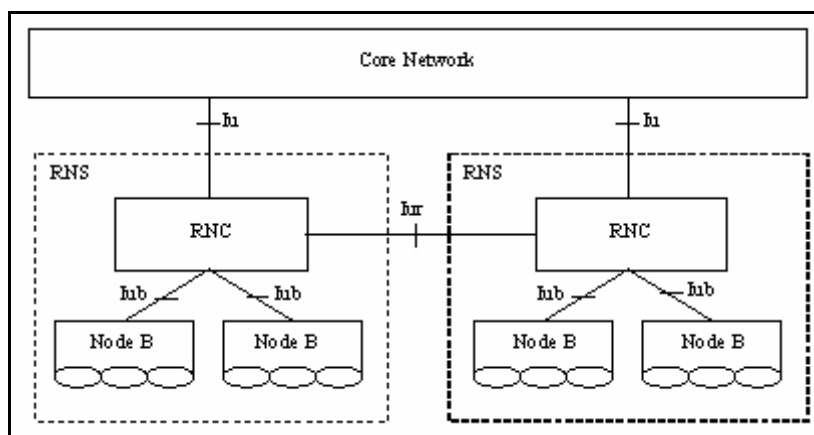 Core Network
Iu Iu
RNS RNS
Iur
RNC RNC
Iub Iub Iub Iub
Node B Node B Node B Node B